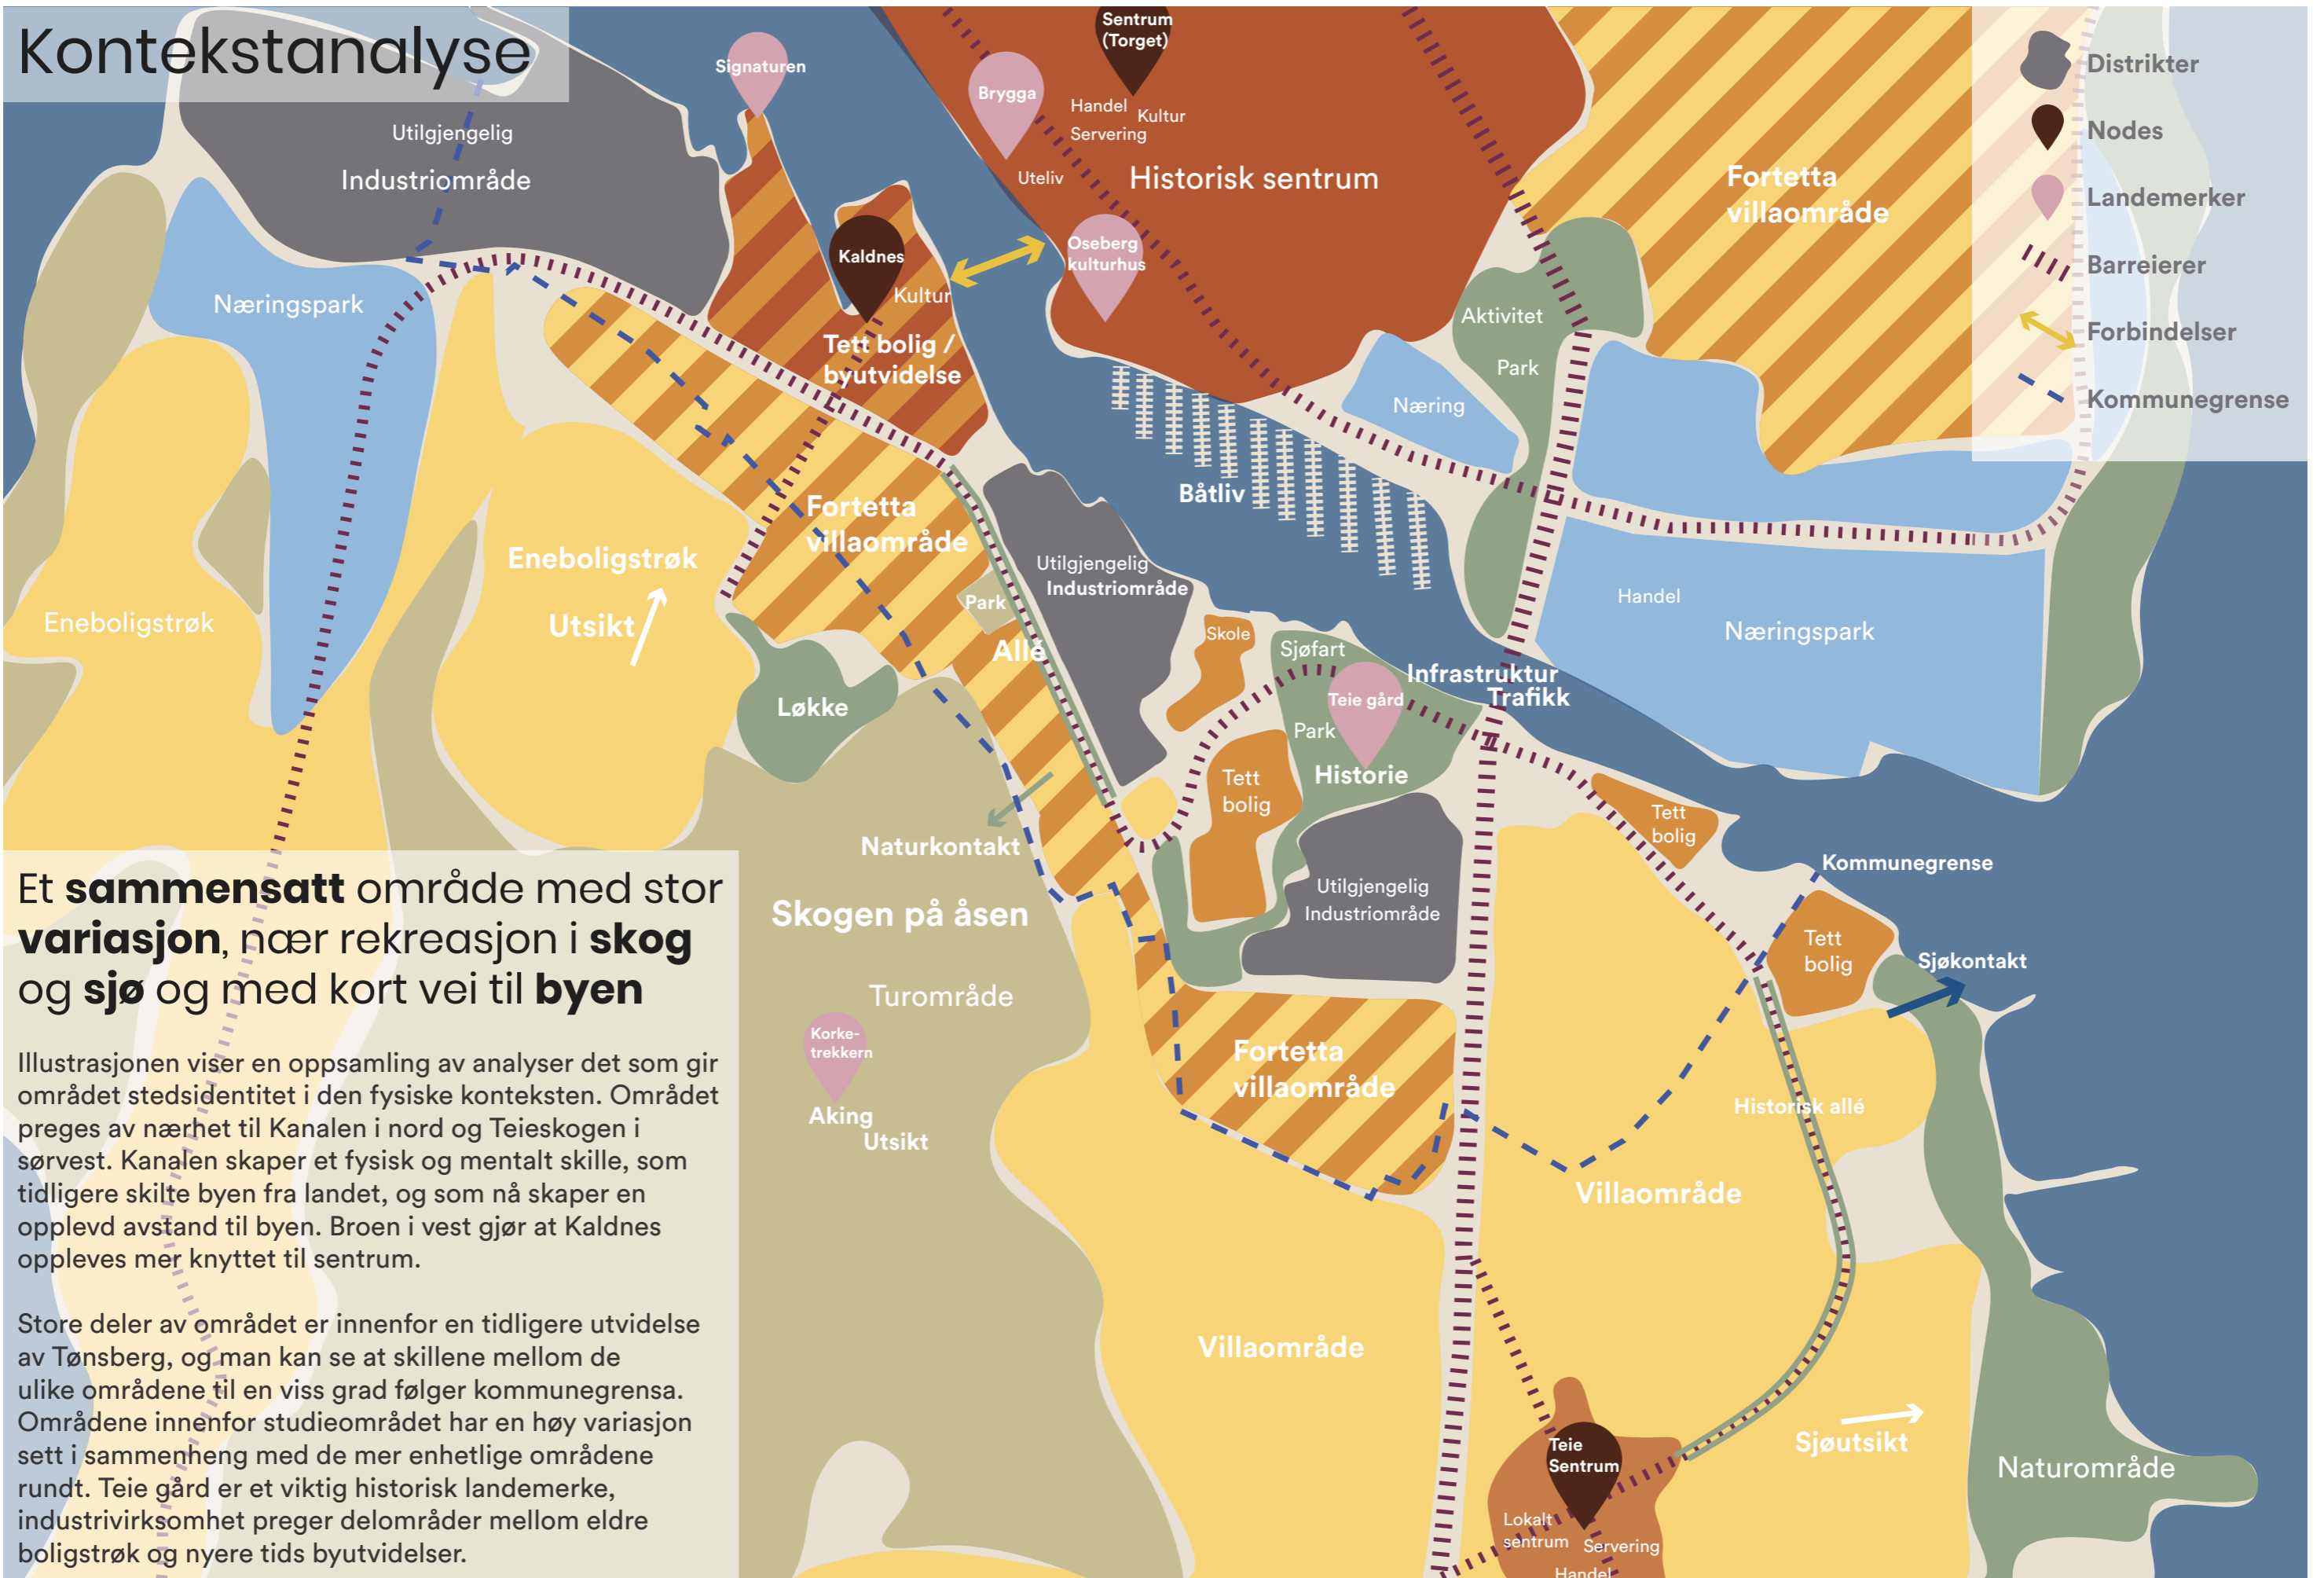 Kontekstanalyse
Signaturen
Sentrum
(Torget)
Brygga
Handel
Kultur
Servering
Uteliv
Historisk sentrum
Oseberg
kulturhus
Utilgjengelig
Industriområde
Næringspark
Kaldnes
Kultur
Tett bolig /
byutvidelse
Fortetta
villaområde
Distrikter
Nodes
Landemerker
Barreierer
Forbindelser
Kommunegrense
Aktivitet
Park
Næring
Båtliv
Handel
Næringspark
Eneboligstrøk
Eneboligstrøk
Utsikt
Fortetta
villaområde
Park
Allé
Utilgjengelig
Industriområde
Skole
Sjøfart
Teie gård
Park
Historie
Infrastruktur
Trafikk
Løkke
Tett
bolig
Tett
bolig
Naturkontakt
Skogen på åsen
Turområde
Korke-
trekkern
Aking
Utsikt
Utilgjengelig
Industriområde
Kommunegrense
Tett
bolig
Sjøkontakt
Fortetta
villaområde
Historisk allé
Villaområde
Villaområde
Sjøutsikt
Naturområde
Teie
Sentrum
Lokalt
sentrum
Servering
Handel
Et sammensatt område med stor
variasjon, nær rekreasjon i skog
og sjø og med kort vei til byen
Illustrasjonen viser en oppsamling av analyser det som gir
området stedsidentitet i den fysiske konteksten. Området
preges av nærhet til Kanalen i nord og Teieskogen i
sørvest. Kanalen skaper et fysisk og mentalt skille, som
tidligere skilte byen fra landet, og som nå skaper en
opplevd avstand til byen. Broen i vest gjør at Kaldnes
oppleves mer knyttet til sentrum.
Store deler av området er innenfor en tidligere utvidelse
av Tønsberg, og man kan se at skillene mellom de
ulike områdene til en viss grad følger kommunegrensa.
Områdene innenfor studieområdet har en høy variasjon
sett i sammenheng med de mer enhetlige områdene
rundt. Teie gård er et viktig historisk landemerke,
industrivirksomhet preger delområder mellom eldre
boligstrøk og nyere tids byutvidelser.